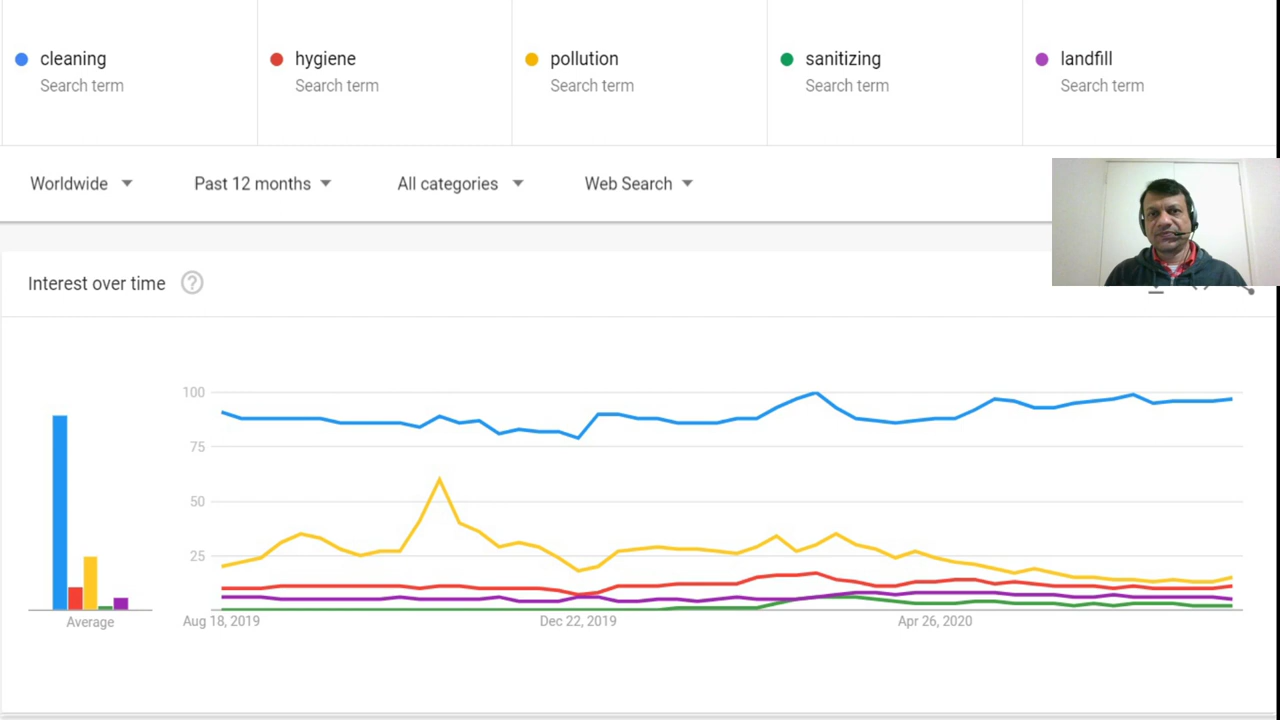 cleaning
Search term
hygiene
Search term
pollution
Search term
sanitizing
Search term
landfill
Search term
Worldwide
Past 12 months
All categories
Web Search
Interest over time
?
100
75
50
25
Average
Aug 18, 2019
Dec 22, 2019
Apr 26, 2020